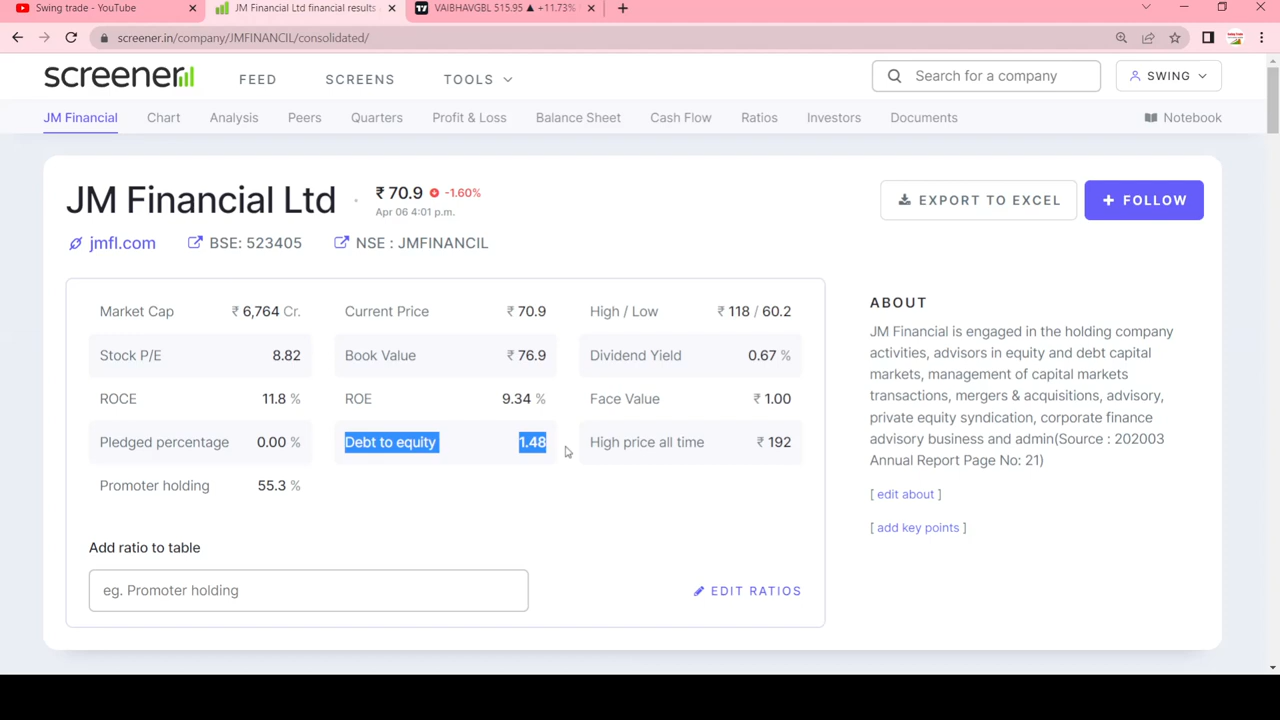 Swing trade - YouTube
JM Financial Ltd financial results
VAIBHAVGBL 515.95 ▲ +11.73%
screener.in/company/JMFINANCIL/consolidated/
screener
FEED
SCREENS
TOOLS
Search for a company
SWING
JM Financial
Chart
Analysis
Peers
Quarters
Profit & Loss
Balance Sheet
Cash Flow
Ratios
Investors
Documents
Notebook
JM Financial Ltd
₹ 70.9 -1.60%
Apr 06 4:01 p.m.
EXPORT TO EXCEL
+ FOLLOW
jmfl.com
BSE: 523405
NSE : JMFINANCIL
Market Cap ₹ 6,764 Cr.
Current Price ₹ 70.9
High / Low ₹ 118 / 60.2
Stock P/E 8.82
Book Value ₹ 76.9
Dividend Yield 0.67 %
ROCE 11.8 %
ROE 9.34 %
Face Value ₹ 1.00
Pledged percentage 0.00 %
Debt to equity 1.48
High price all time ₹ 192
Promoter holding 55.3 %
Add ratio to table
eg. Promoter holding
EDIT RATIOS
ABOUT
JM Financial is engaged in the holding company
activities, advisors in equity and debt capital
markets, management of capital markets
transactions, mergers & acquisitions, advisory,
private equity syndication, corporate finance
advisory business and admin(Source : 202003
Annual Report Page No: 21)
[ edit about ]
[ add key points ]